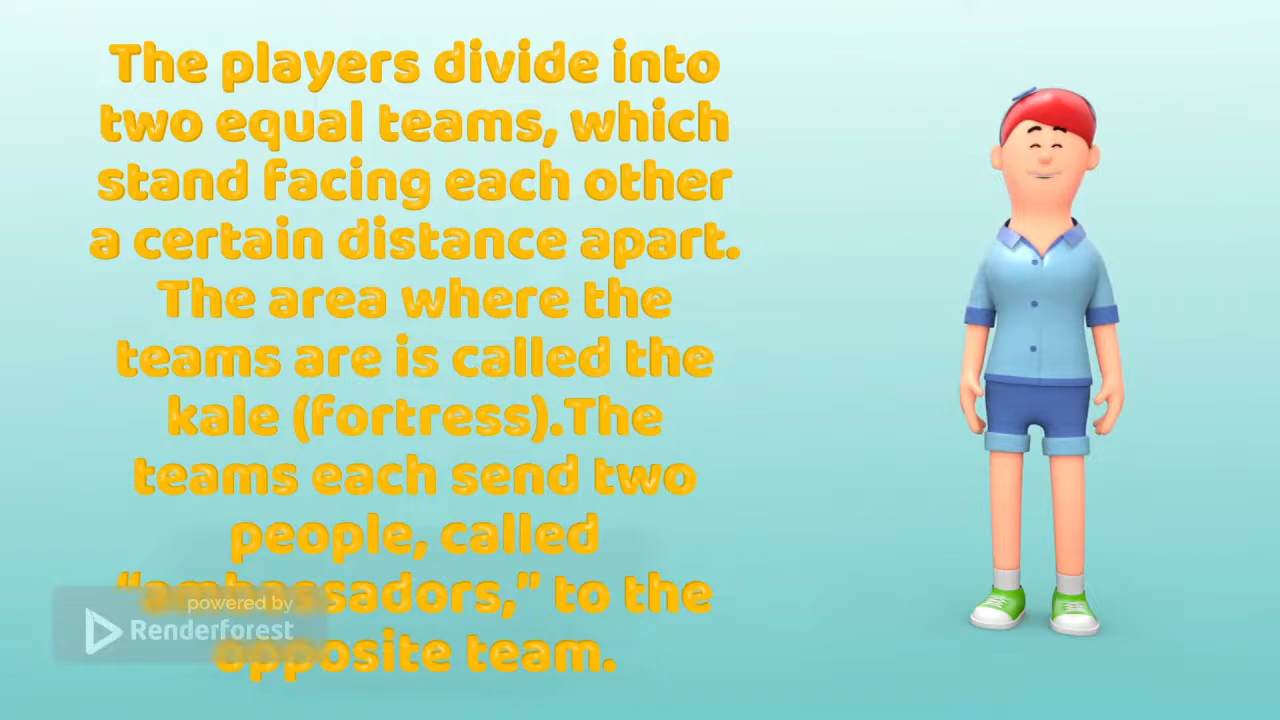 The players divide into
two equal teams, which
stand facing each other
a certain distance apart.
The area where the
teams are is called the
kale (fortress).The
teams each send two
people, called
“ambassadors,” to the
opposite team.
powered by
Renderforest